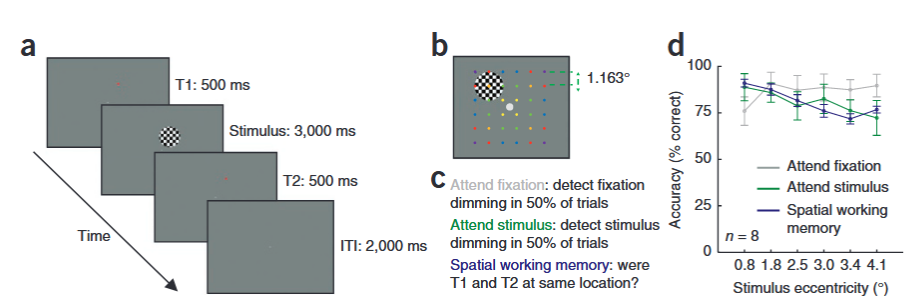 a
T1: 500 ms
Stimulus: 3,000 ms
T2: 500 ms
ITI: 2,000 ms
Time
b
1.163°
c
Attend fixation: detect fixation
dimming in 50% of trials
Attend stimulus: detect stimulus
dimming in 50% of trials
Spatial working memory: were
T1 and T2 at same location?
d
Accuracy (% correct)
100
75
50
25
0
Attend fixation
Attend stimulus
Spatial working
memory
n = 8
0.8 1.8 2.5 3.0 3.4 4.1
Stimulus eccentricity (°)